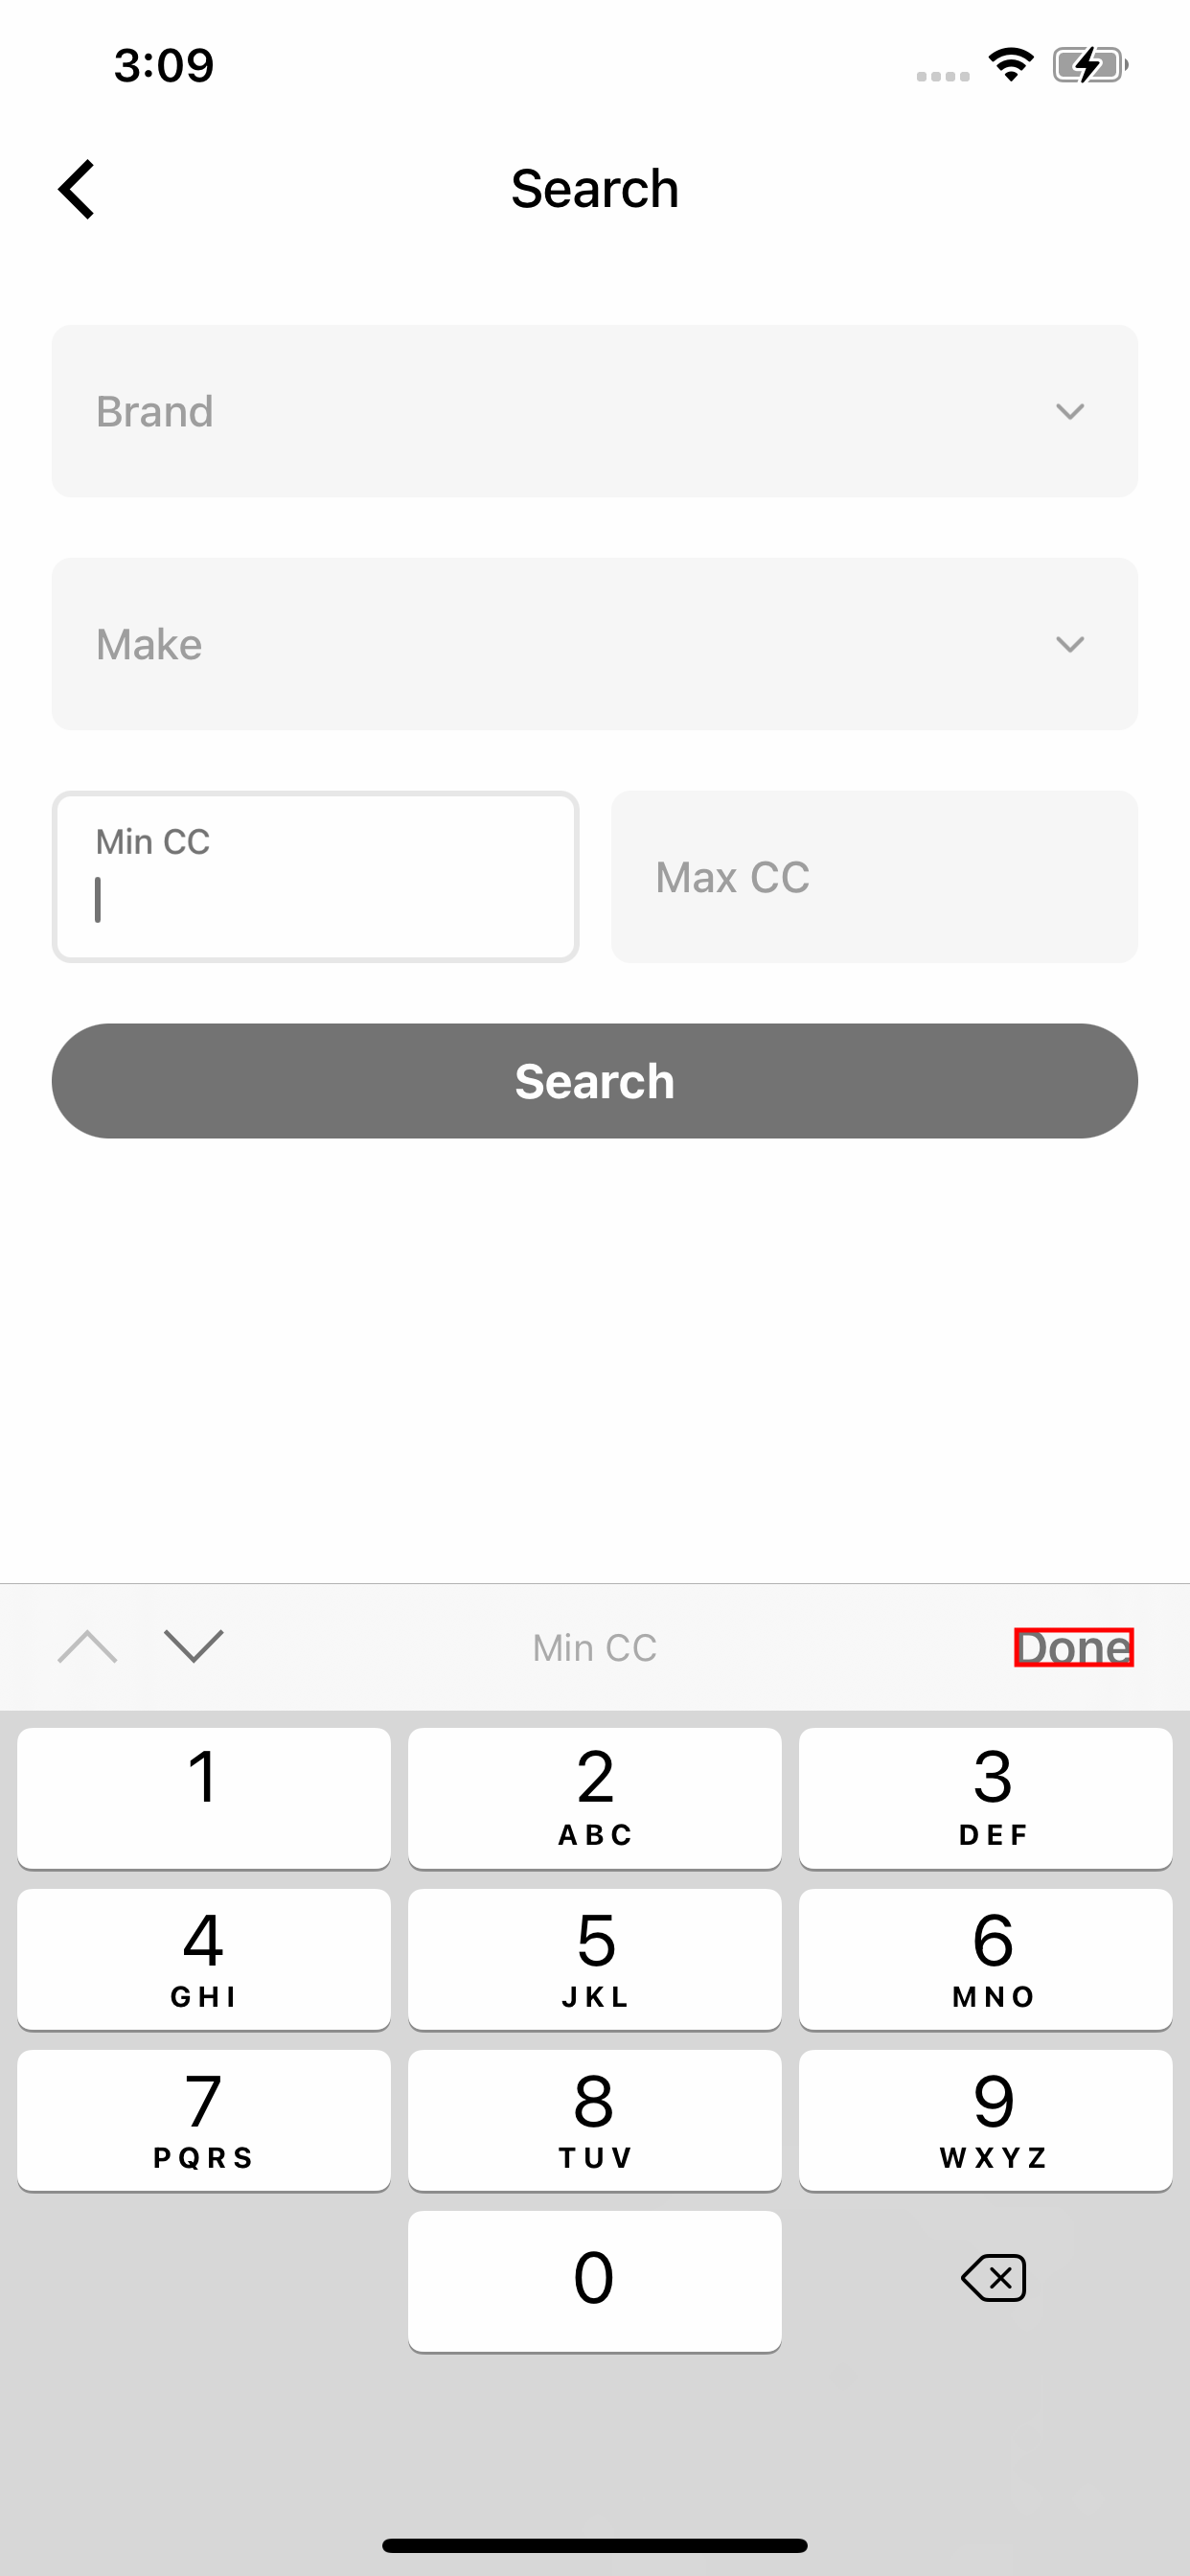 3:09
Search
Brand
Make
Min CC
Max CC
Search
Min CC
Done
1
2
ABC
3
DEF
4
GHI
5
JKL
6
MNO
7
PQRS
8
TUV
9
WXYZ
0